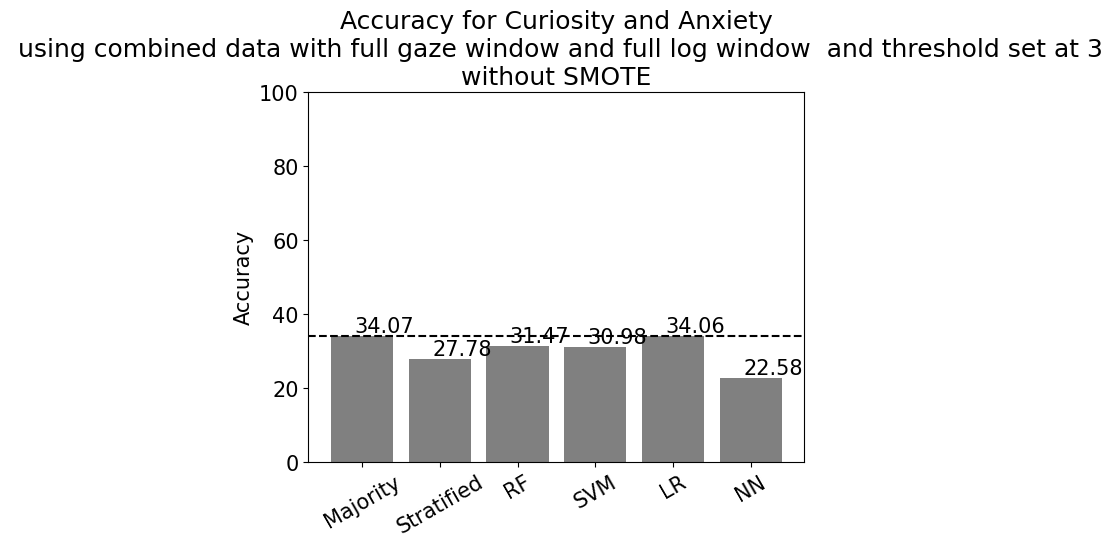 Accuracy for Curiosity and Anxiety
using combined data with full gaze window and full log window  and threshold set at 3
without SMOTE
100
80
60
40
20
0
Accuracy
34.07
27.78
31.47
30.98
34.06
22.58
Majority
Stratified
RF
SVM
LR
NN